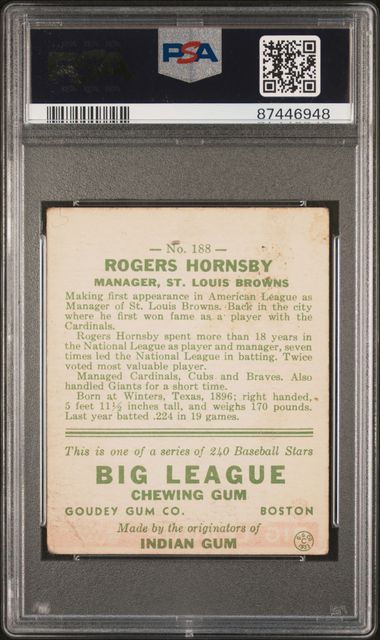 PSA
87446948
— No. 188 —
ROGERS HORNSBY
MANAGER, ST. LOUIS BROWNS
Making first appearance in American League as
Manager of St. Louis Browns. Back in the city
where he first won fame as a player with the
Cardinals.
Rogers Hornsby spent more than 18 years in
the National League as player and manager, seven
times led the National League in batting. Twice
voted most valuable player.
Managed Cardinals, Cubs and Braves. Also
handled Giants for a short time.
Born at Winters, Texas, 1896; right handed,
5 feet 11½ inches tall, and weighs 170 pounds.
Last year batted .224 in 19 games.
This is one of a series of 240 Baseball Stars
BIG LEAGUE
CHEWING GUM
GOUDEY GUM CO. BOSTON
Made by the originators of
INDIAN GUM